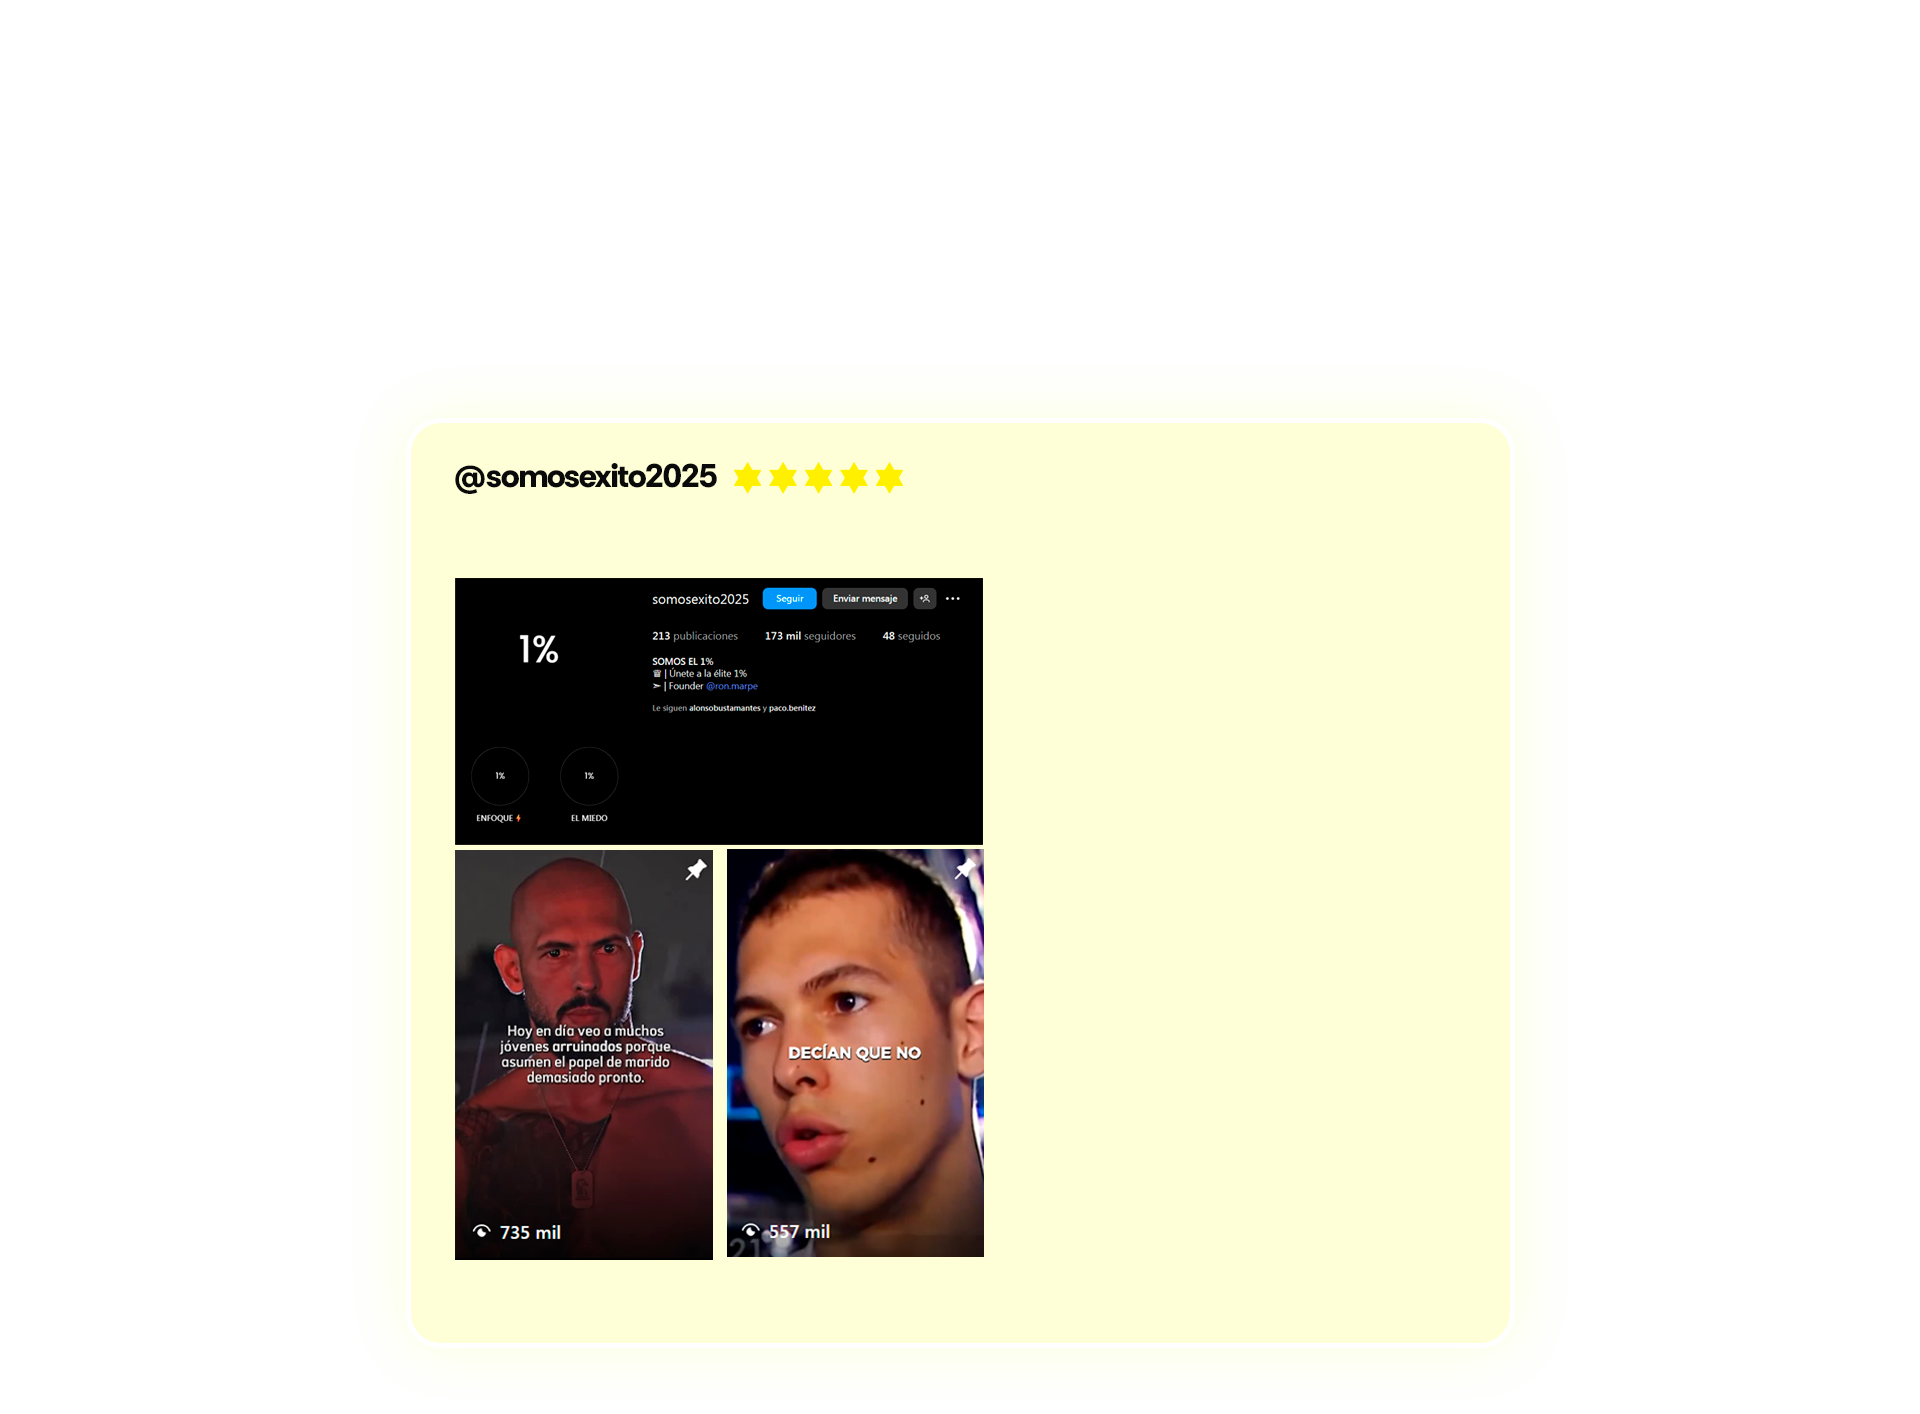 @somosexito2025
somosexito2025 Seguir Enviar mensaje
1%
213 publicaciones 173 mil seguidores 48 seguidos
SOMOS EL 1%
♕ | Únete a la élite 1%
➣ | Founder @ron.marpe
Le siguen alonsobustamantes y paco.benitez
1% 1%
ENFOQUE⚡ EL MIEDO
Hoy en día veo a muchos
jóvenes arruinados porque
asumen el papel de marido
demasiado pronto.
735 mil
DECÍAN QUE NO
557 mil